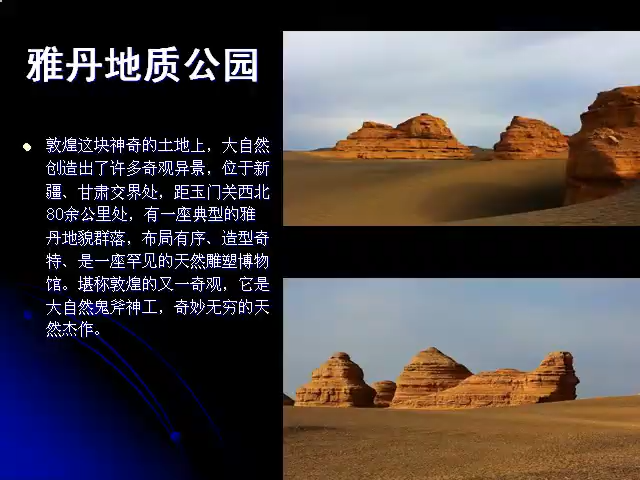 雅丹地质公园
敦煌这块神奇的土地上，大自然
创造出了许多奇观异景，位于新
疆、甘肃交界处，距玉门关西北
80余公里处，有一座典型的雅
丹地貌群落，布局有序、造型奇
特、是一座罕见的天然雕塑博物
馆。堪称敦煌的又一奇观，它是
大自然鬼斧神工，奇妙无穷的天
然杰作。